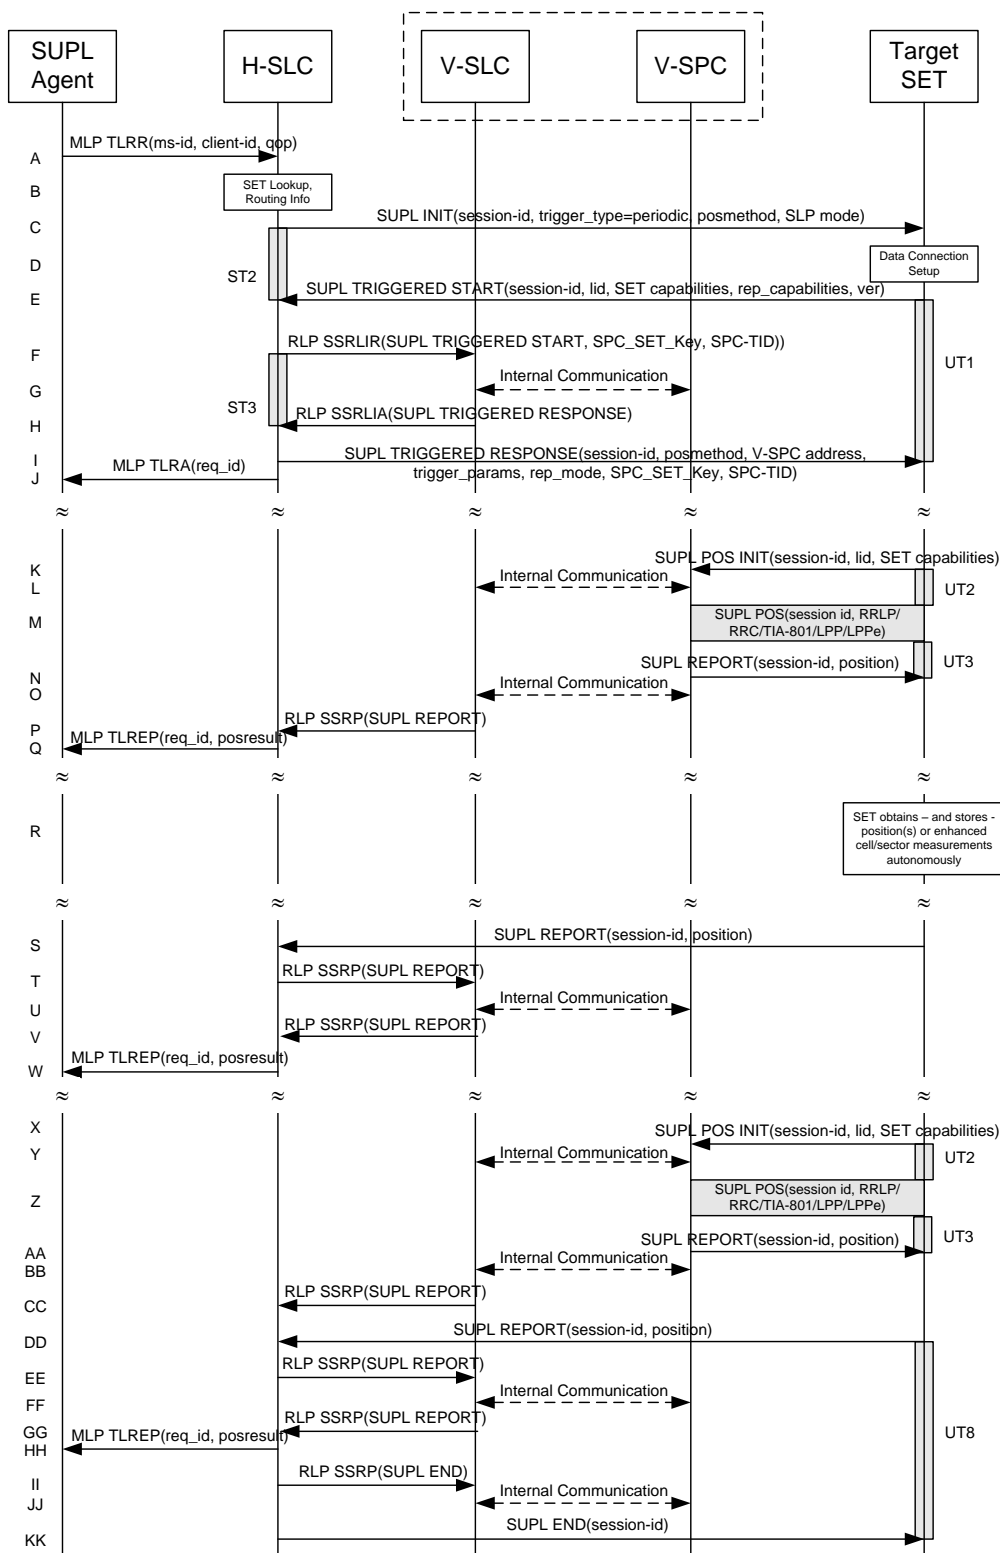 SUPL
Agent
H-SLC
V-SLC
V-SPC
Target
SET
MLP TLRR(ms-id, client-id, qop)
A
SET Lookup,
Routing Info
B
SUPL INIT(session-id, trigger_type=periodic, posmethod, SLP mode)
C
Data Connection
Setup
D
ST2
SUPL TRIGGERED START(session-id, lid, SET capabilities, rep_capabilities, ver)
E
RLP SSRLIR(SUPL TRIGGERED START, SPC_SET_Key, SPC-TID))
F
UT1
Internal Communication
G
ST3
RLP SSRLIA(SUPL TRIGGERED RESPONSE)
H
SUPL TRIGGERED RESPONSE(session-id, posmethod, V-SPC address,
trigger_params, rep_mode, SPC_SET_Key, SPC-TID)
I
MLP TLRA(req_id)
J
≈ ≈ ≈ ≈ ≈
SUPL POS INIT(session-id, lid, SET capabilities)
K
Internal Communication
L
UT2
SUPL POS(session id, RRLP/
RRC/TIA-801/LPP/LPPe)
M
SUPL REPORT(session-id, position)
UT3
N
Internal Communication
O
RLP SSRP(SUPL REPORT)
P
MLP TLREP(req_id, posresult)
Q
≈ ≈ ≈ ≈ ≈
SET obtains – and stores -
position(s) or enhanced
cell/sector measurements
autonomously
R
≈ ≈ ≈ ≈ ≈
SUPL REPORT(session-id, position)
S
RLP SSRP(SUPL REPORT)
T
Internal Communication
U
RLP SSRP(SUPL REPORT)
V
MLP TLREP(req_id, posresult)
W
≈ ≈ ≈ ≈ ≈
X
SUPL POS INIT(session-id, lid, SET capabilities)
Y
Internal Communication
UT2
SUPL POS(session id, RRLP/
RRC/TIA-801/LPP/LPPe)
Z
SUPL REPORT(session-id, position)
UT3
AA
Internal Communication
BB
RLP SSRP(SUPL REPORT)
CC
SUPL REPORT(session-id, position)
DD
RLP SSRP(SUPL REPORT)
EE
Internal Communication
FF
RLP SSRP(SUPL REPORT)
GG
UT8
MLP TLREP(req_id, posresult)
HH
RLP SSRP(SUPL END)
II
Internal Communication
JJ
SUPL END(session-id)
KK